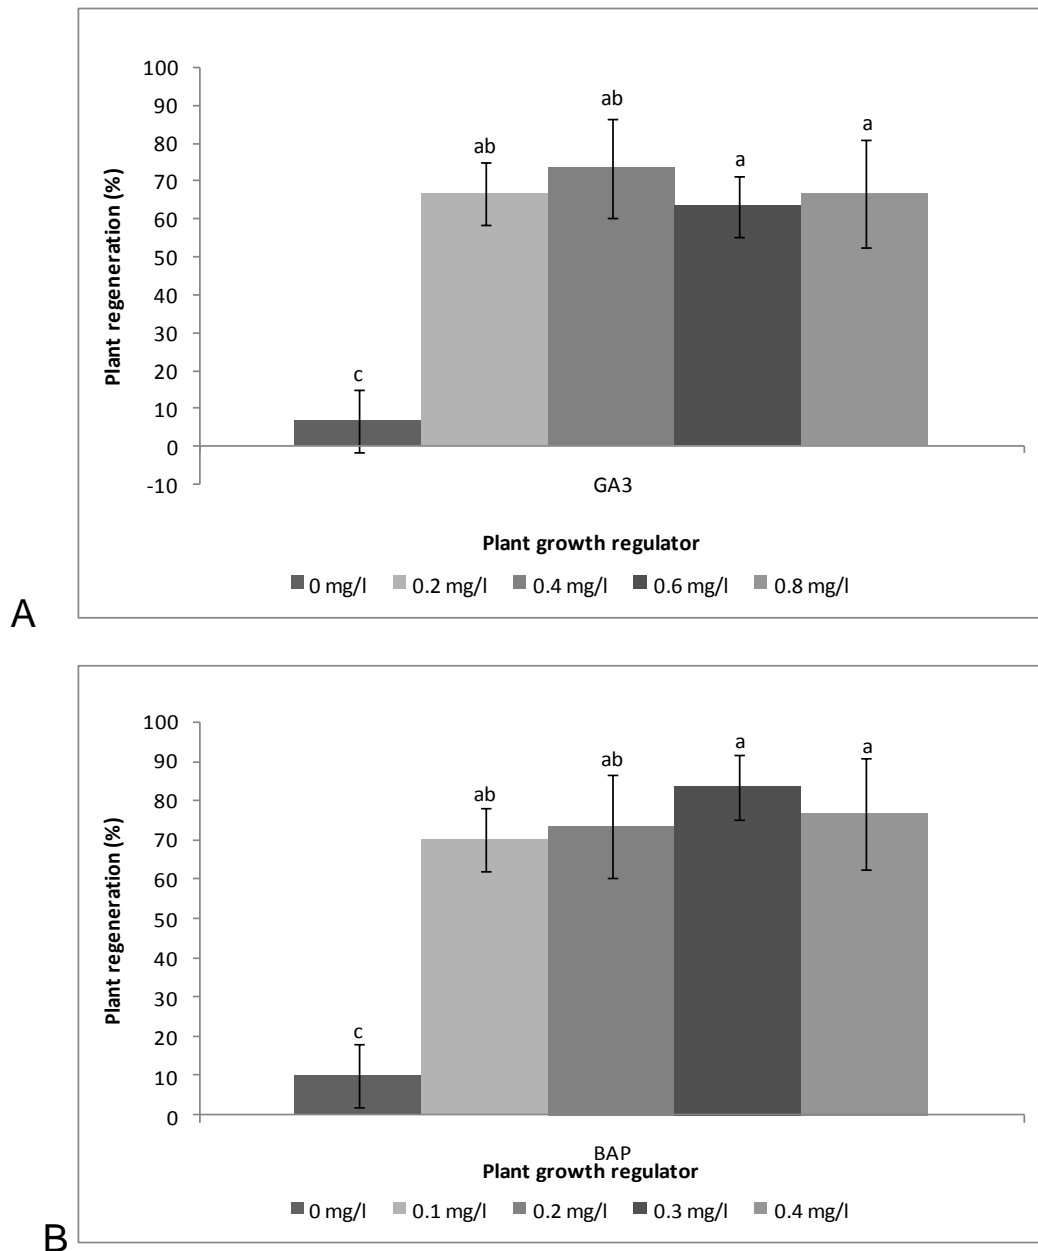 100
90
80
70
60
50
40
30
20
10
0
-10
Plant regeneration (%)
c
ab
ab
a
a
GA3
Plant growth regulator
0 mg/l 0.2 mg/l 0.4 mg/l 0.6 mg/l 0.8 mg/l
A
100
90
80
70
60
50
40
30
20
10
0
Plant regeneration (%)
c
ab
ab
a
a
BAP
Plant growth regulator
0 mg/l 0.1 mg/l 0.2 mg/l 0.3 mg/l 0.4 mg/l
B